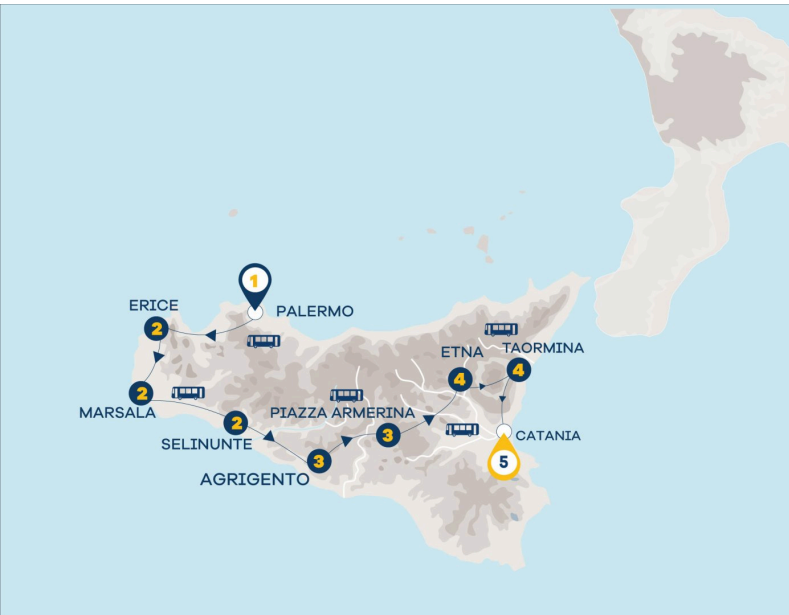 1
PALERMO
ERICE
2
2
MARSALA
2
SELINUNTE
3
AGRIGENTO
PIAZZA ARMERINA
3
ETNA
4
TAORMINA
4
CATANIA
5